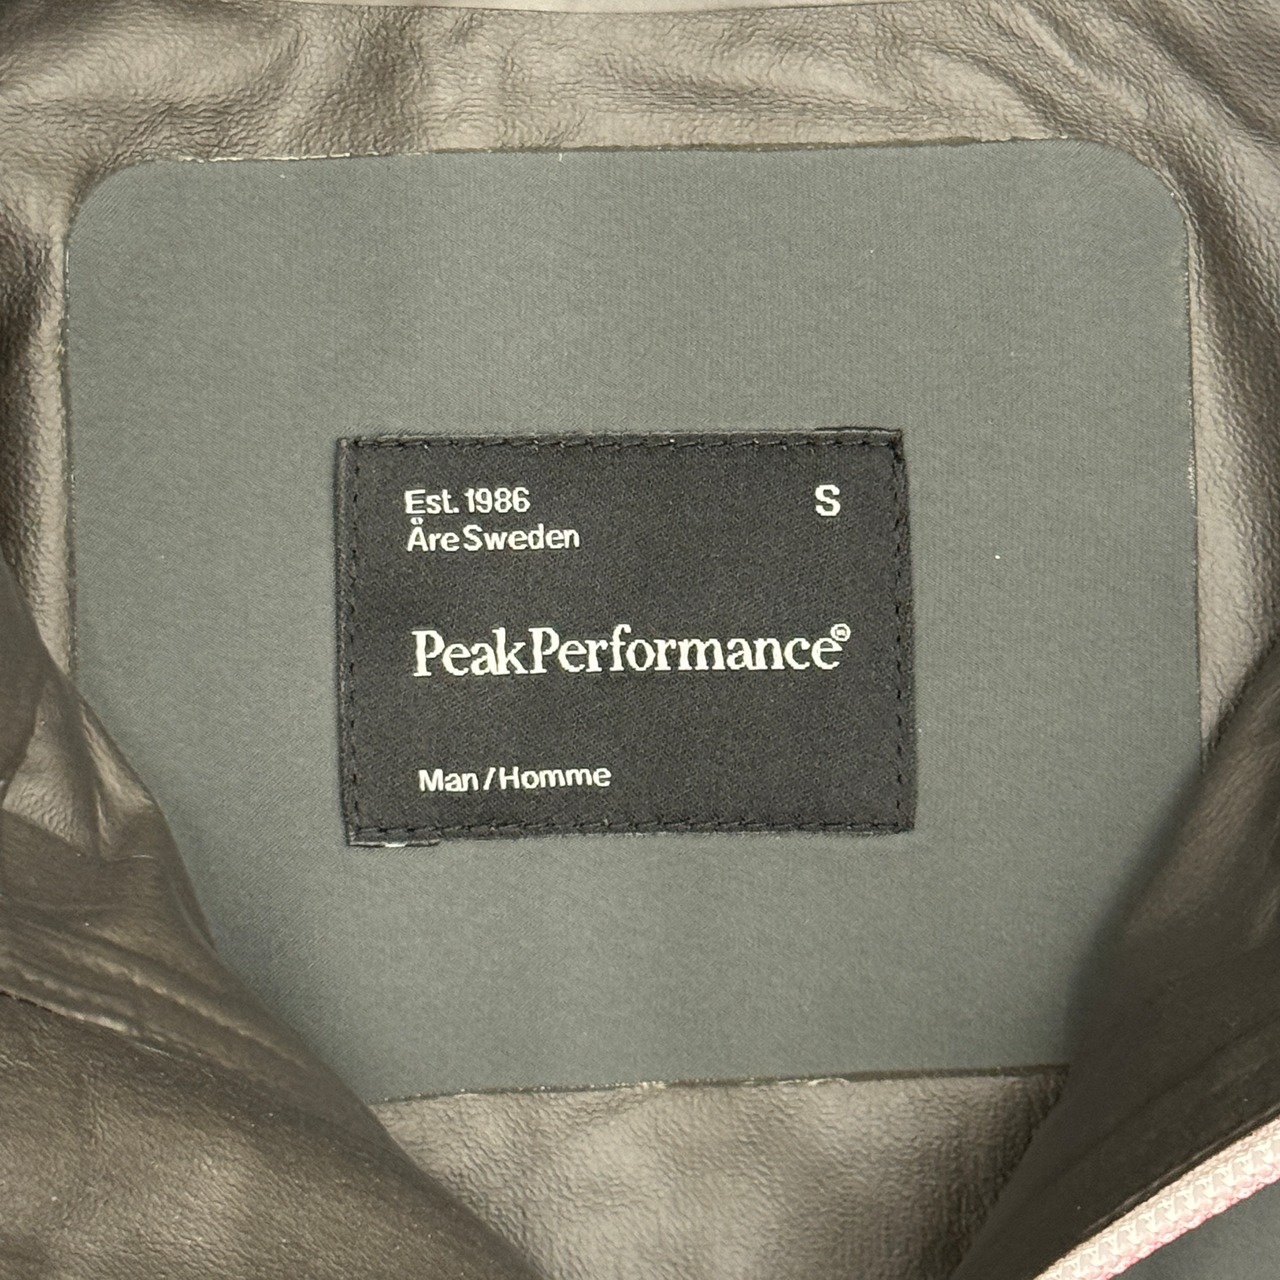 Est. 1986
S
Åre Sweden
PeakPerformance®
Man/Homme